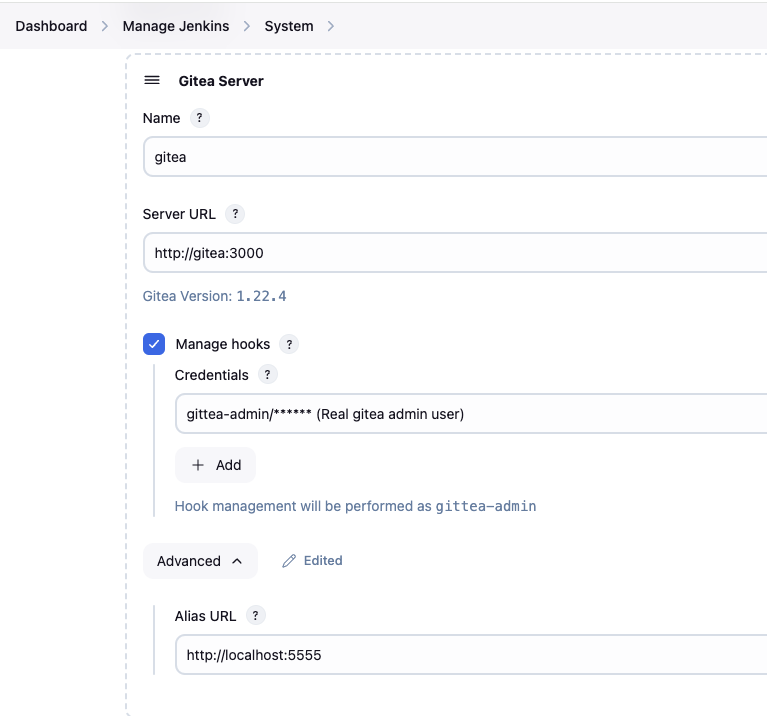 Dashboard > Manage Jenkins > System >
Gitea Server
Name ?
gitea
Server URL ?
http://gitea:3000
Gitea Version: 1.22.4
Manage hooks ?
Credentials ?
gittea-admin/****** (Real gitea admin user)
+ Add
Hook management will be performed as gittea-admin
Advanced Edited
Alias URL ?
http://localhost:5555